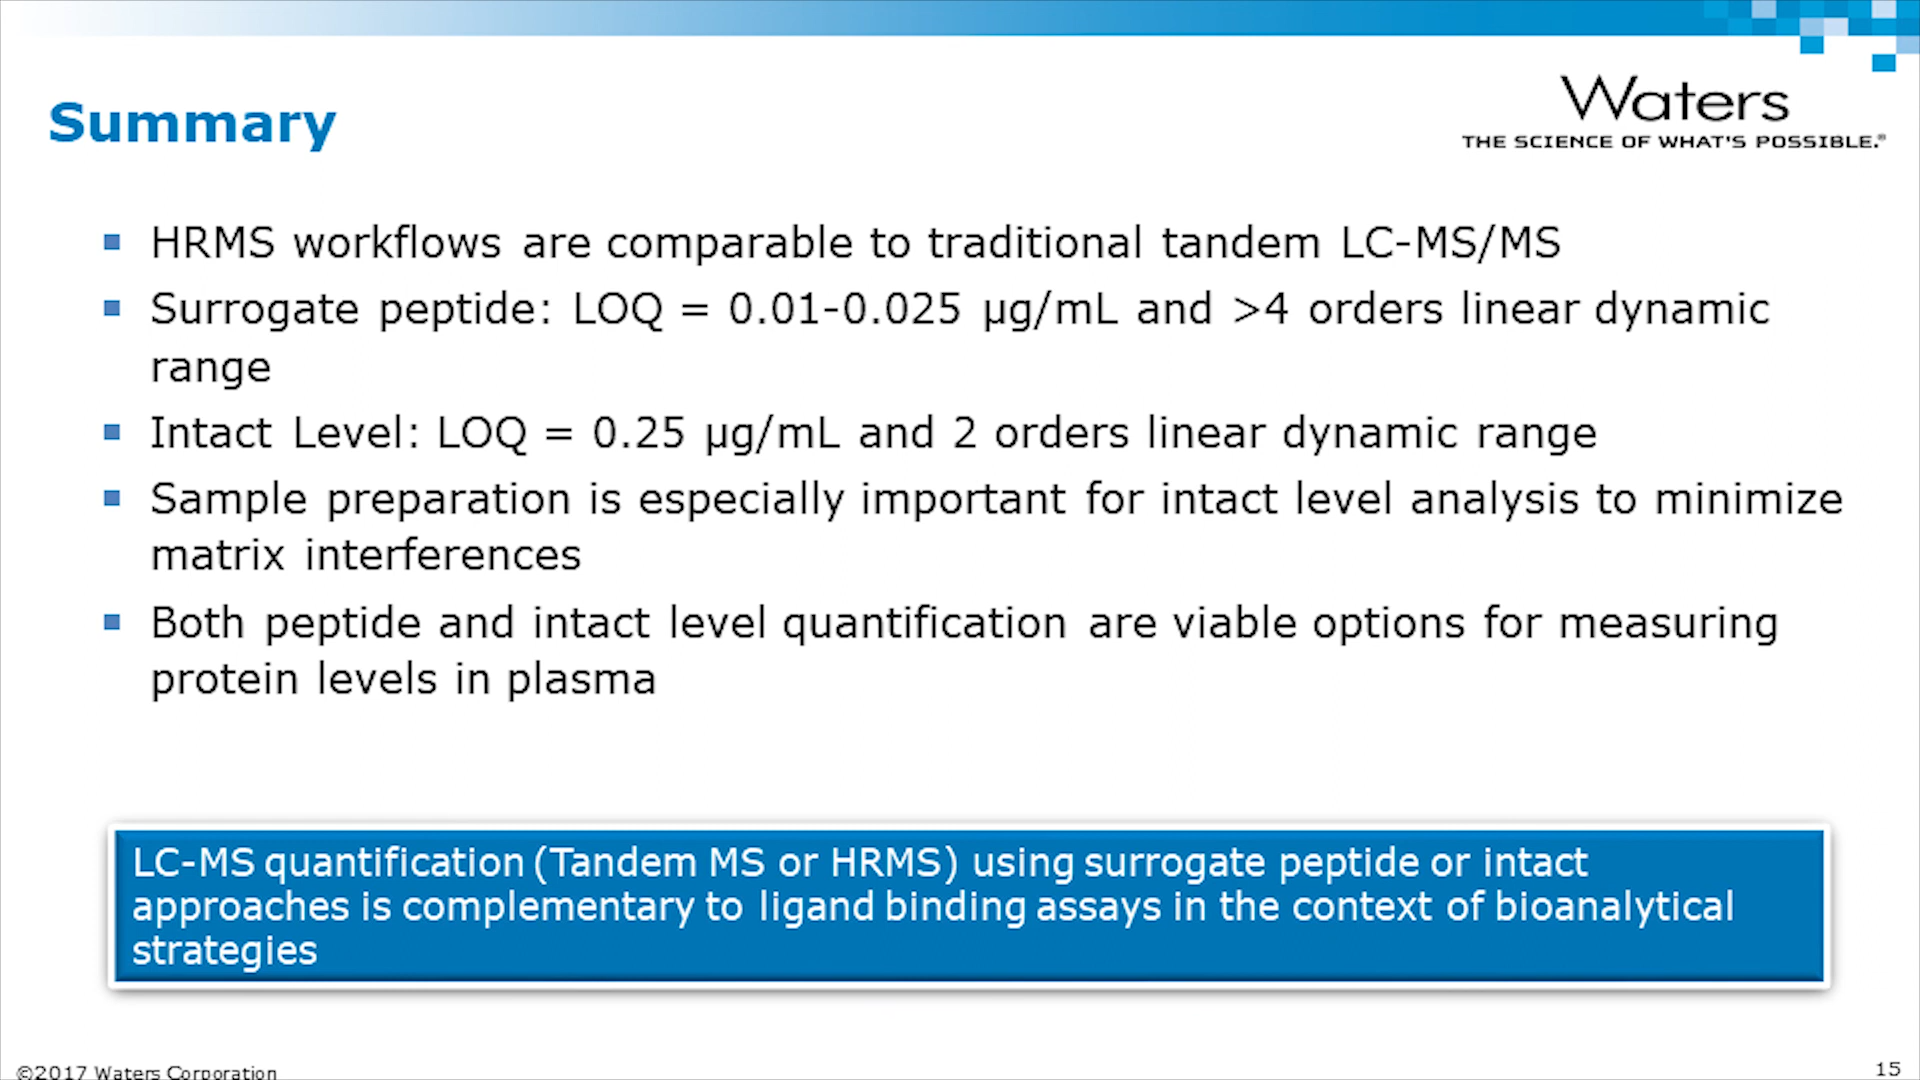 Waters
THE SCIENCE OF WHAT'S POSSIBLE.®
Summary
HRMS workflows are comparable to traditional tandem LC-MS/MS
Surrogate peptide: LOQ = 0.01-0.025 µg/mL and >4 orders linear dynamic
range
Intact Level: LOQ = 0.25 µg/mL and 2 orders linear dynamic range
Sample preparation is especially important for intact level analysis to minimize
matrix interferences
Both peptide and intact level quantification are viable options for measuring
protein levels in plasma
LC-MS quantification (Tandem MS or HRMS) using surrogate peptide or intact
approaches is complementary to ligand binding assays in the context of bioanalytical
strategies
©2017 Waters Corporation
15